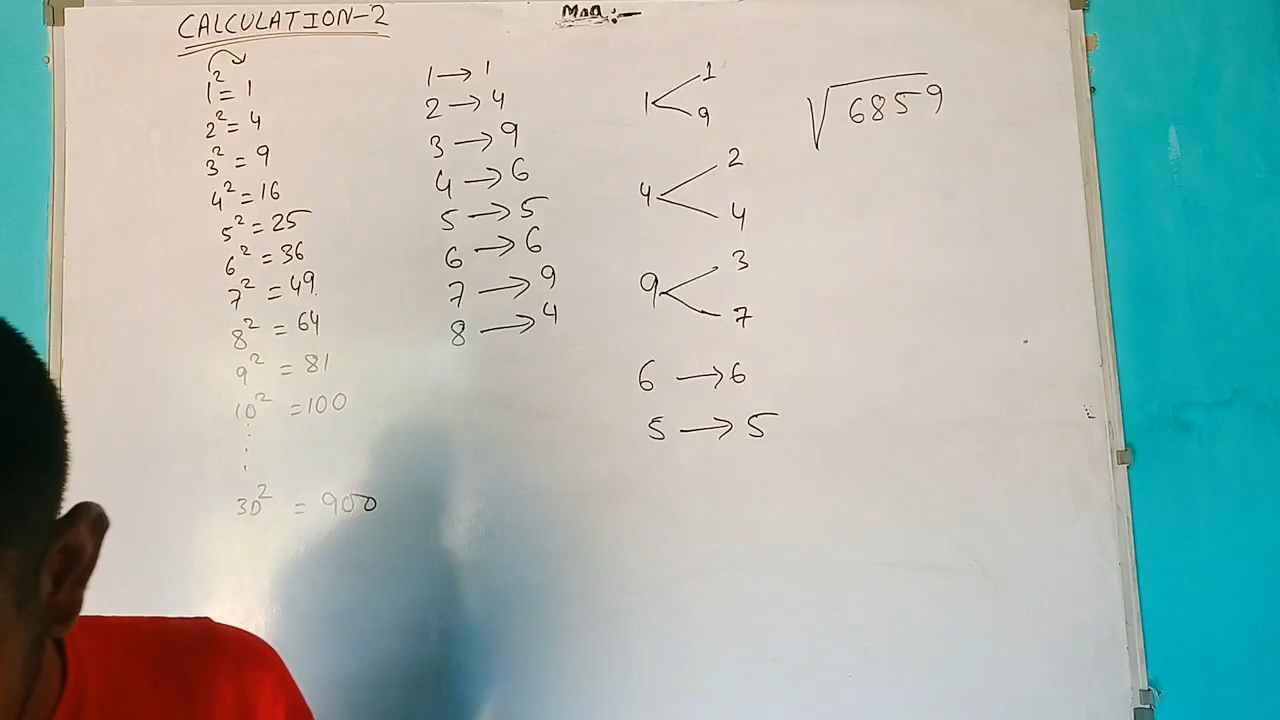 CALCULATION-2
1² = 1
2² = 4
3² = 9
4² = 16
5² = 25
6² = 36
7² = 49
8² = 64
9² = 81
10² = 100
30² = 900
1 → 1
2 → 4
3 → 9
4 → 6
5 → 5
6 → 6
7 → 9
8 → 4
1 < 1
9
4 < 2
4
9 < 3
7
6 → 6
5 → 5
√6859